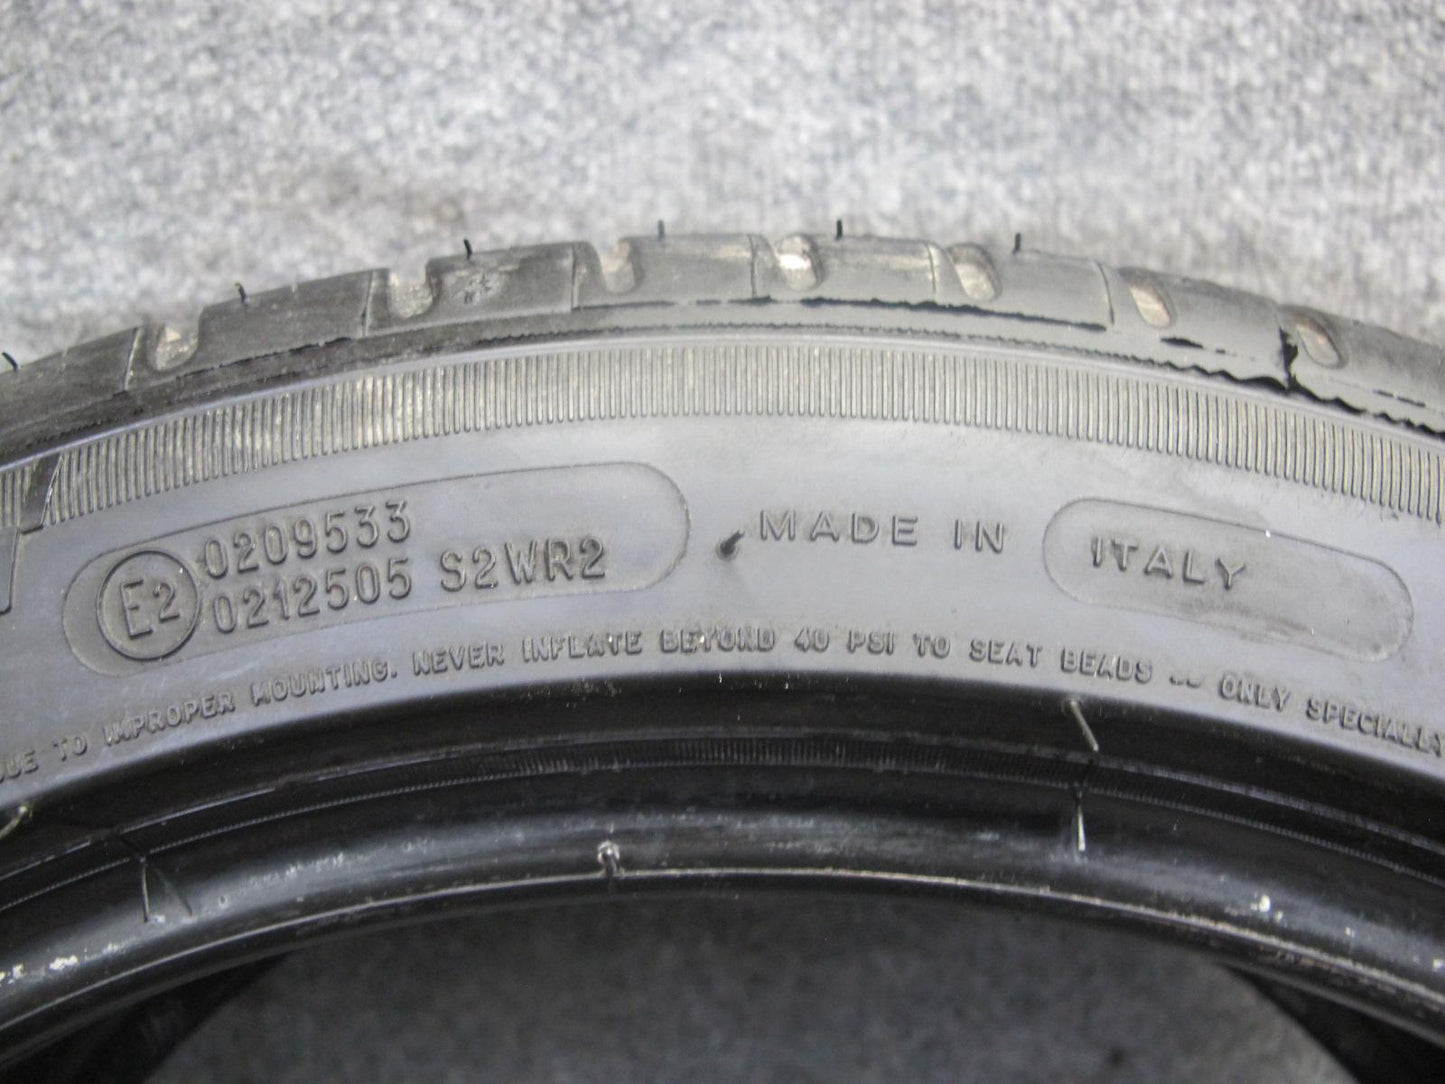 E2
0209533
0212505 S2WR2
MADE IN ITALY
TO IMPROPER MOUNTING. NEVER INFLATE BEYOND 40 PSI TO SEAT BEADS -- ONLY SPECIALLY